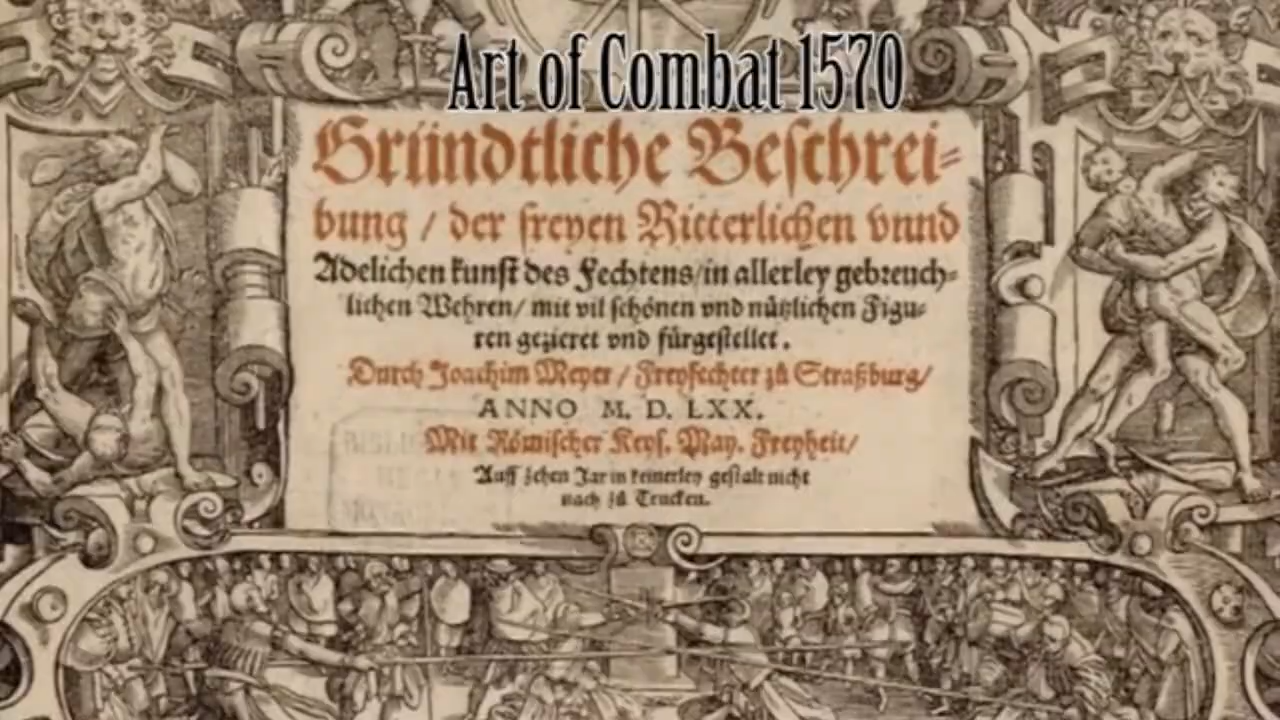 Art of Combat 1570
Gründtliche Beſchrei⸗
bung / der freyen Ritterlichen vnnd
Adelichen kunſt des Fechtens/in allerley gebreuch⸗
lichen Wehren/ mit vil ſchönen vnd nützlichen Figu⸗
ren gezieret vnd fürgeſtellet.
Durch Joachim Meyer / Freyfechter zů Straßburg/
ANNO M. D. LXX.
Mit Römiſcher Keyſ. May. Freyheit/
Auff zehen Jar in keinerley geſtalt nicht
nach zů Trucken.